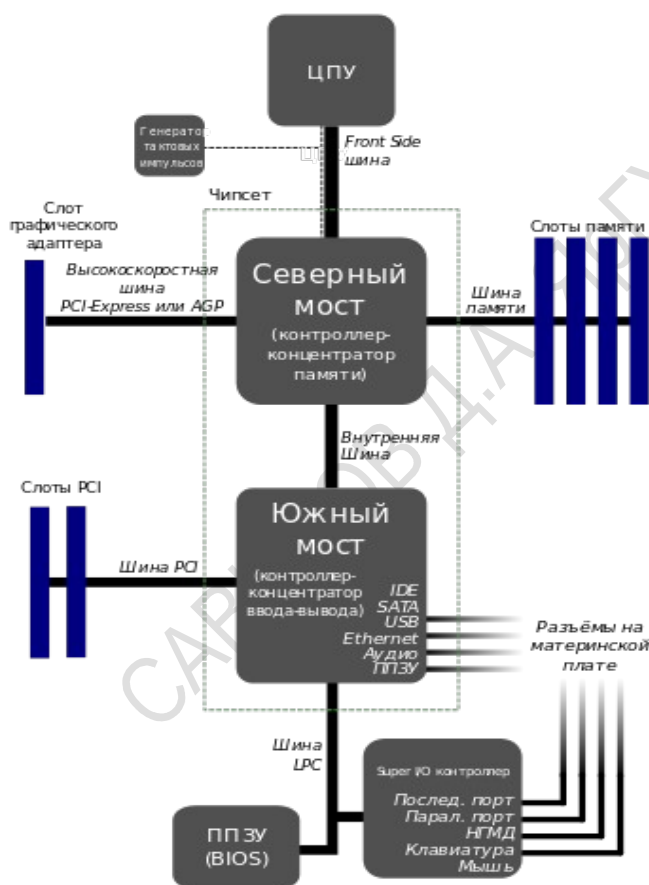 ЦПУ
Генератор
тактовых
импульсов
Front Side
шина
Чипсет
Слот
графического
адаптера
Высокоскоростная
шина
PCI-Express или AGP
Северный
мост
(контроллер-
концентратор
памяти)
Шина
памяти
Слоты памяти
Внутренняя
Шина
Слоты PCI
Шина PCI
Южный
мост
(контроллер-
концентратор
ввода-вывода)
IDE
SATA
USB
Ethernet
Аудио
ППЗУ
Разъёмы на
материнской
плате
Шина
LPC
Super I/O контроллер
Послед. порт
Парал. порт
НГМД
Клавиатура
Мышь
ППЗУ
(BIOS)